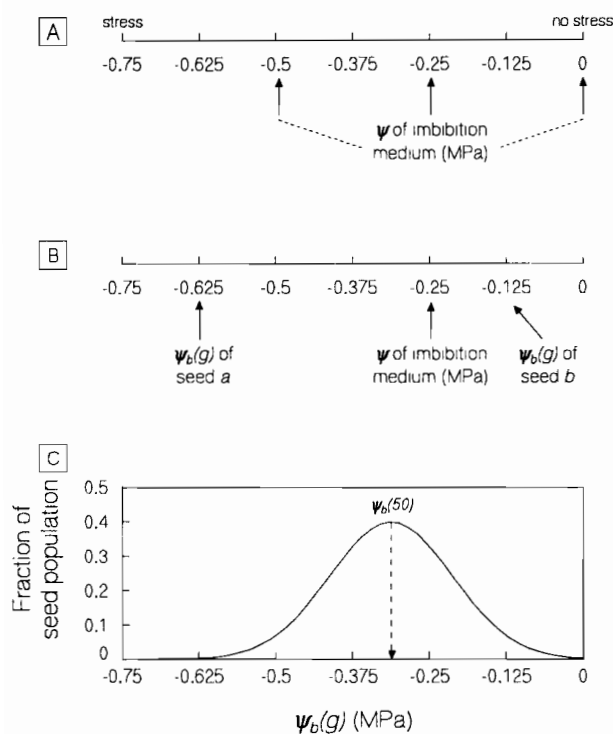 A
stress
no stress
-0.75 -0.625 -0.5 -0.375 -0.25 -0.125 0
ψ of imbibition
medium (MPa)
B
-0.75 -0.625 -0.5 -0.375 -0.25 -0.125 0
ψb(g) of
seed a
ψ of imbibition
medium (MPa)
ψb(g) of
seed b
C
Fraction of
seed population
0.5
0.4
0.3
0.2
0.1
0
ψb(50)
-0.75 -0.625 -0.5 -0.375 -0.25 -0.125 0
ψb(g) (MPa)